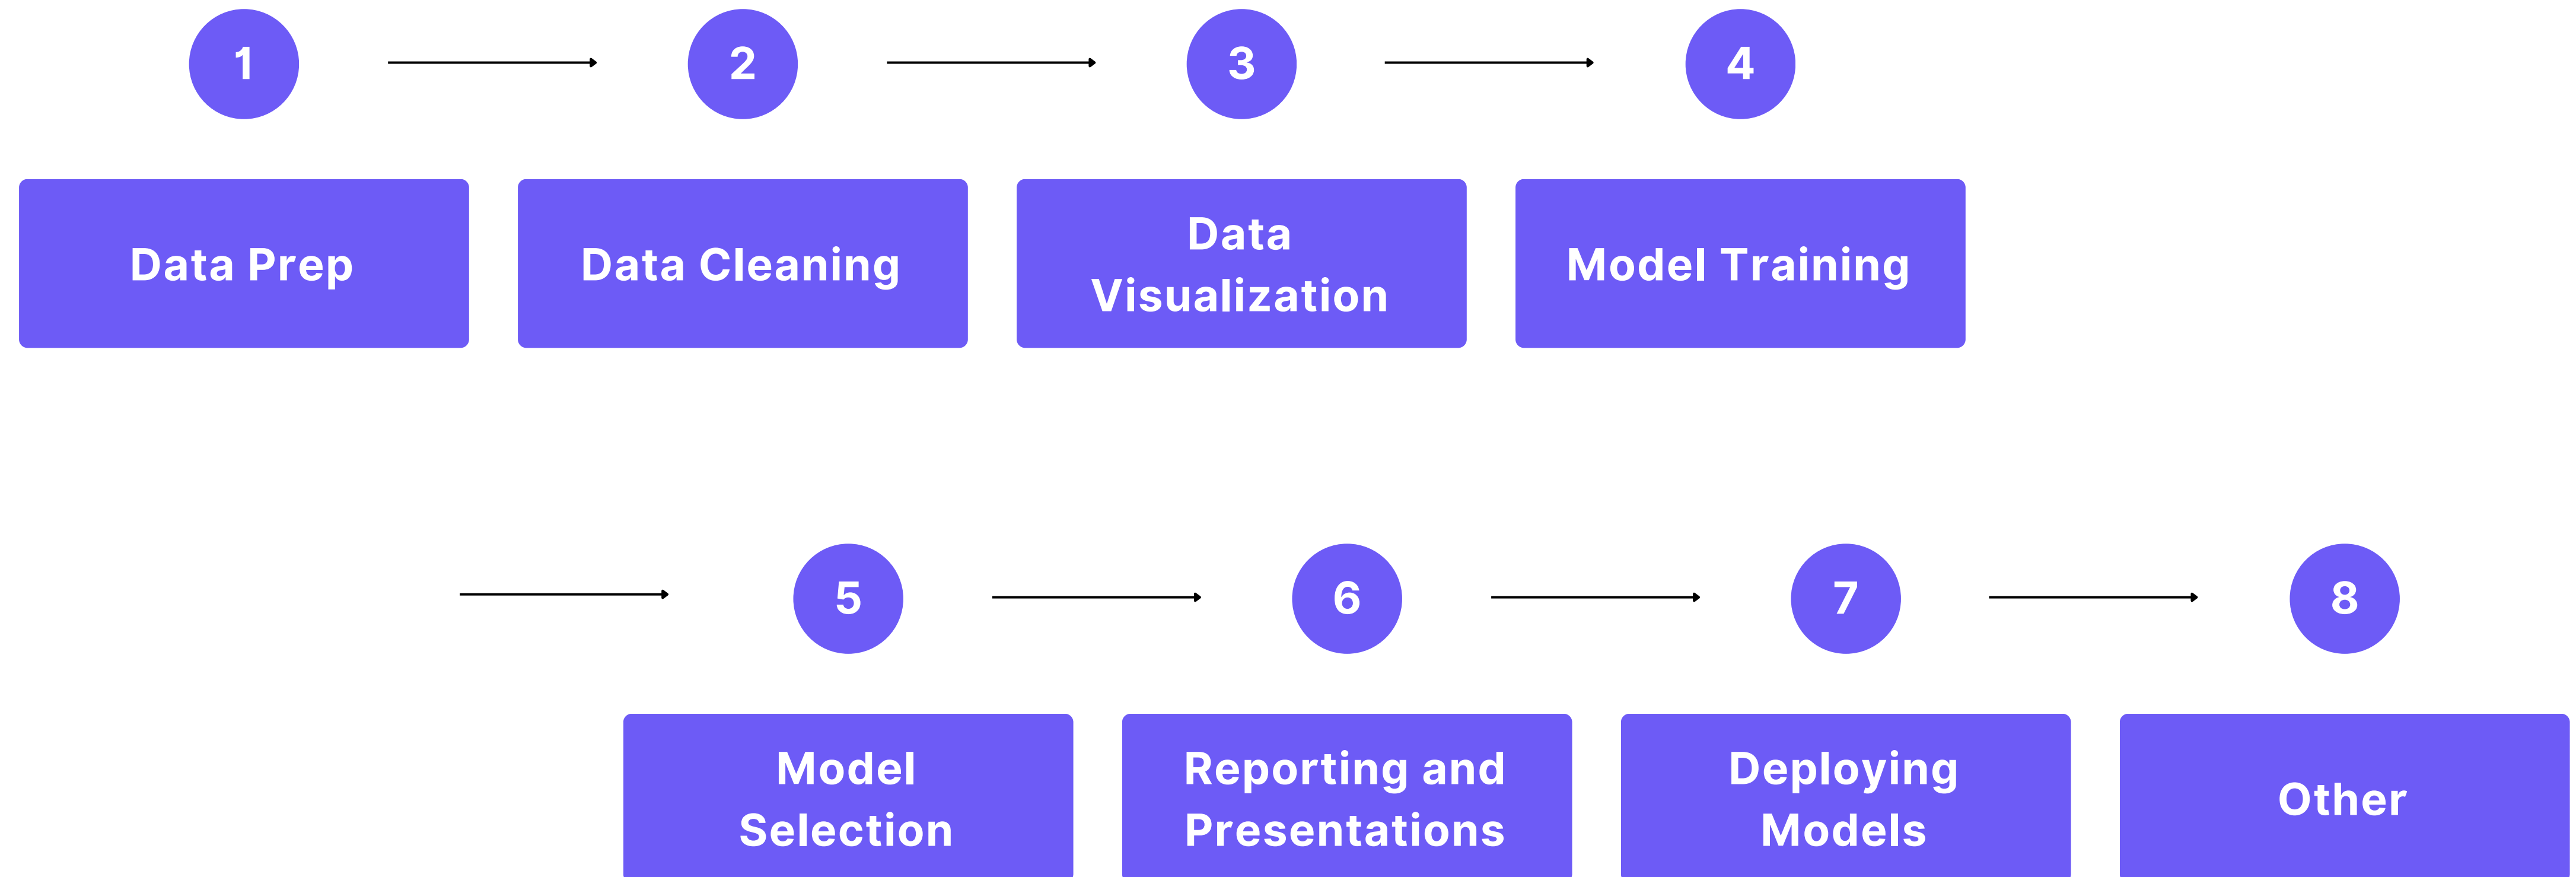 1
2
3
4
Data Prep
Data Cleaning
Data
Visualization
Model Training
5
6
7
8
Model
Selection
Reporting and
Presentations
Deploying
Models
Other